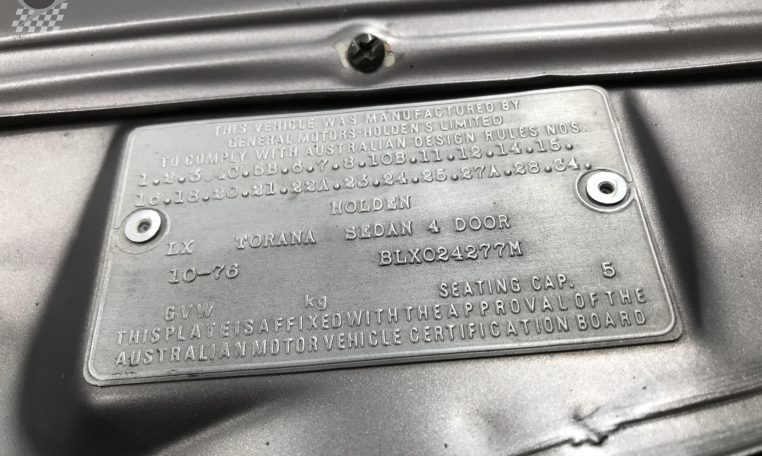 THIS VEHICLE WAS MANUFACTURED BY
GENERAL MOTORS-HOLDEN'S LIMITED
TO COMPLY WITH AUSTRALIAN DESIGN RULES NOS.
1.2.3.4C.5B.6.7.8.10B.11.12.14.15.
16.18.20.21.22A.23.24.25.27A.28.34.
HOLDEN
LX TORANA SEDAN 4 DOOR
10-76 BLX024277M
GVW kg SEATING CAP. 5
THIS PLATE IS AFFIXED WITH THE APPROVAL OF THE
AUSTRALIAN MOTOR VEHICLE CERTIFICATION BOARD